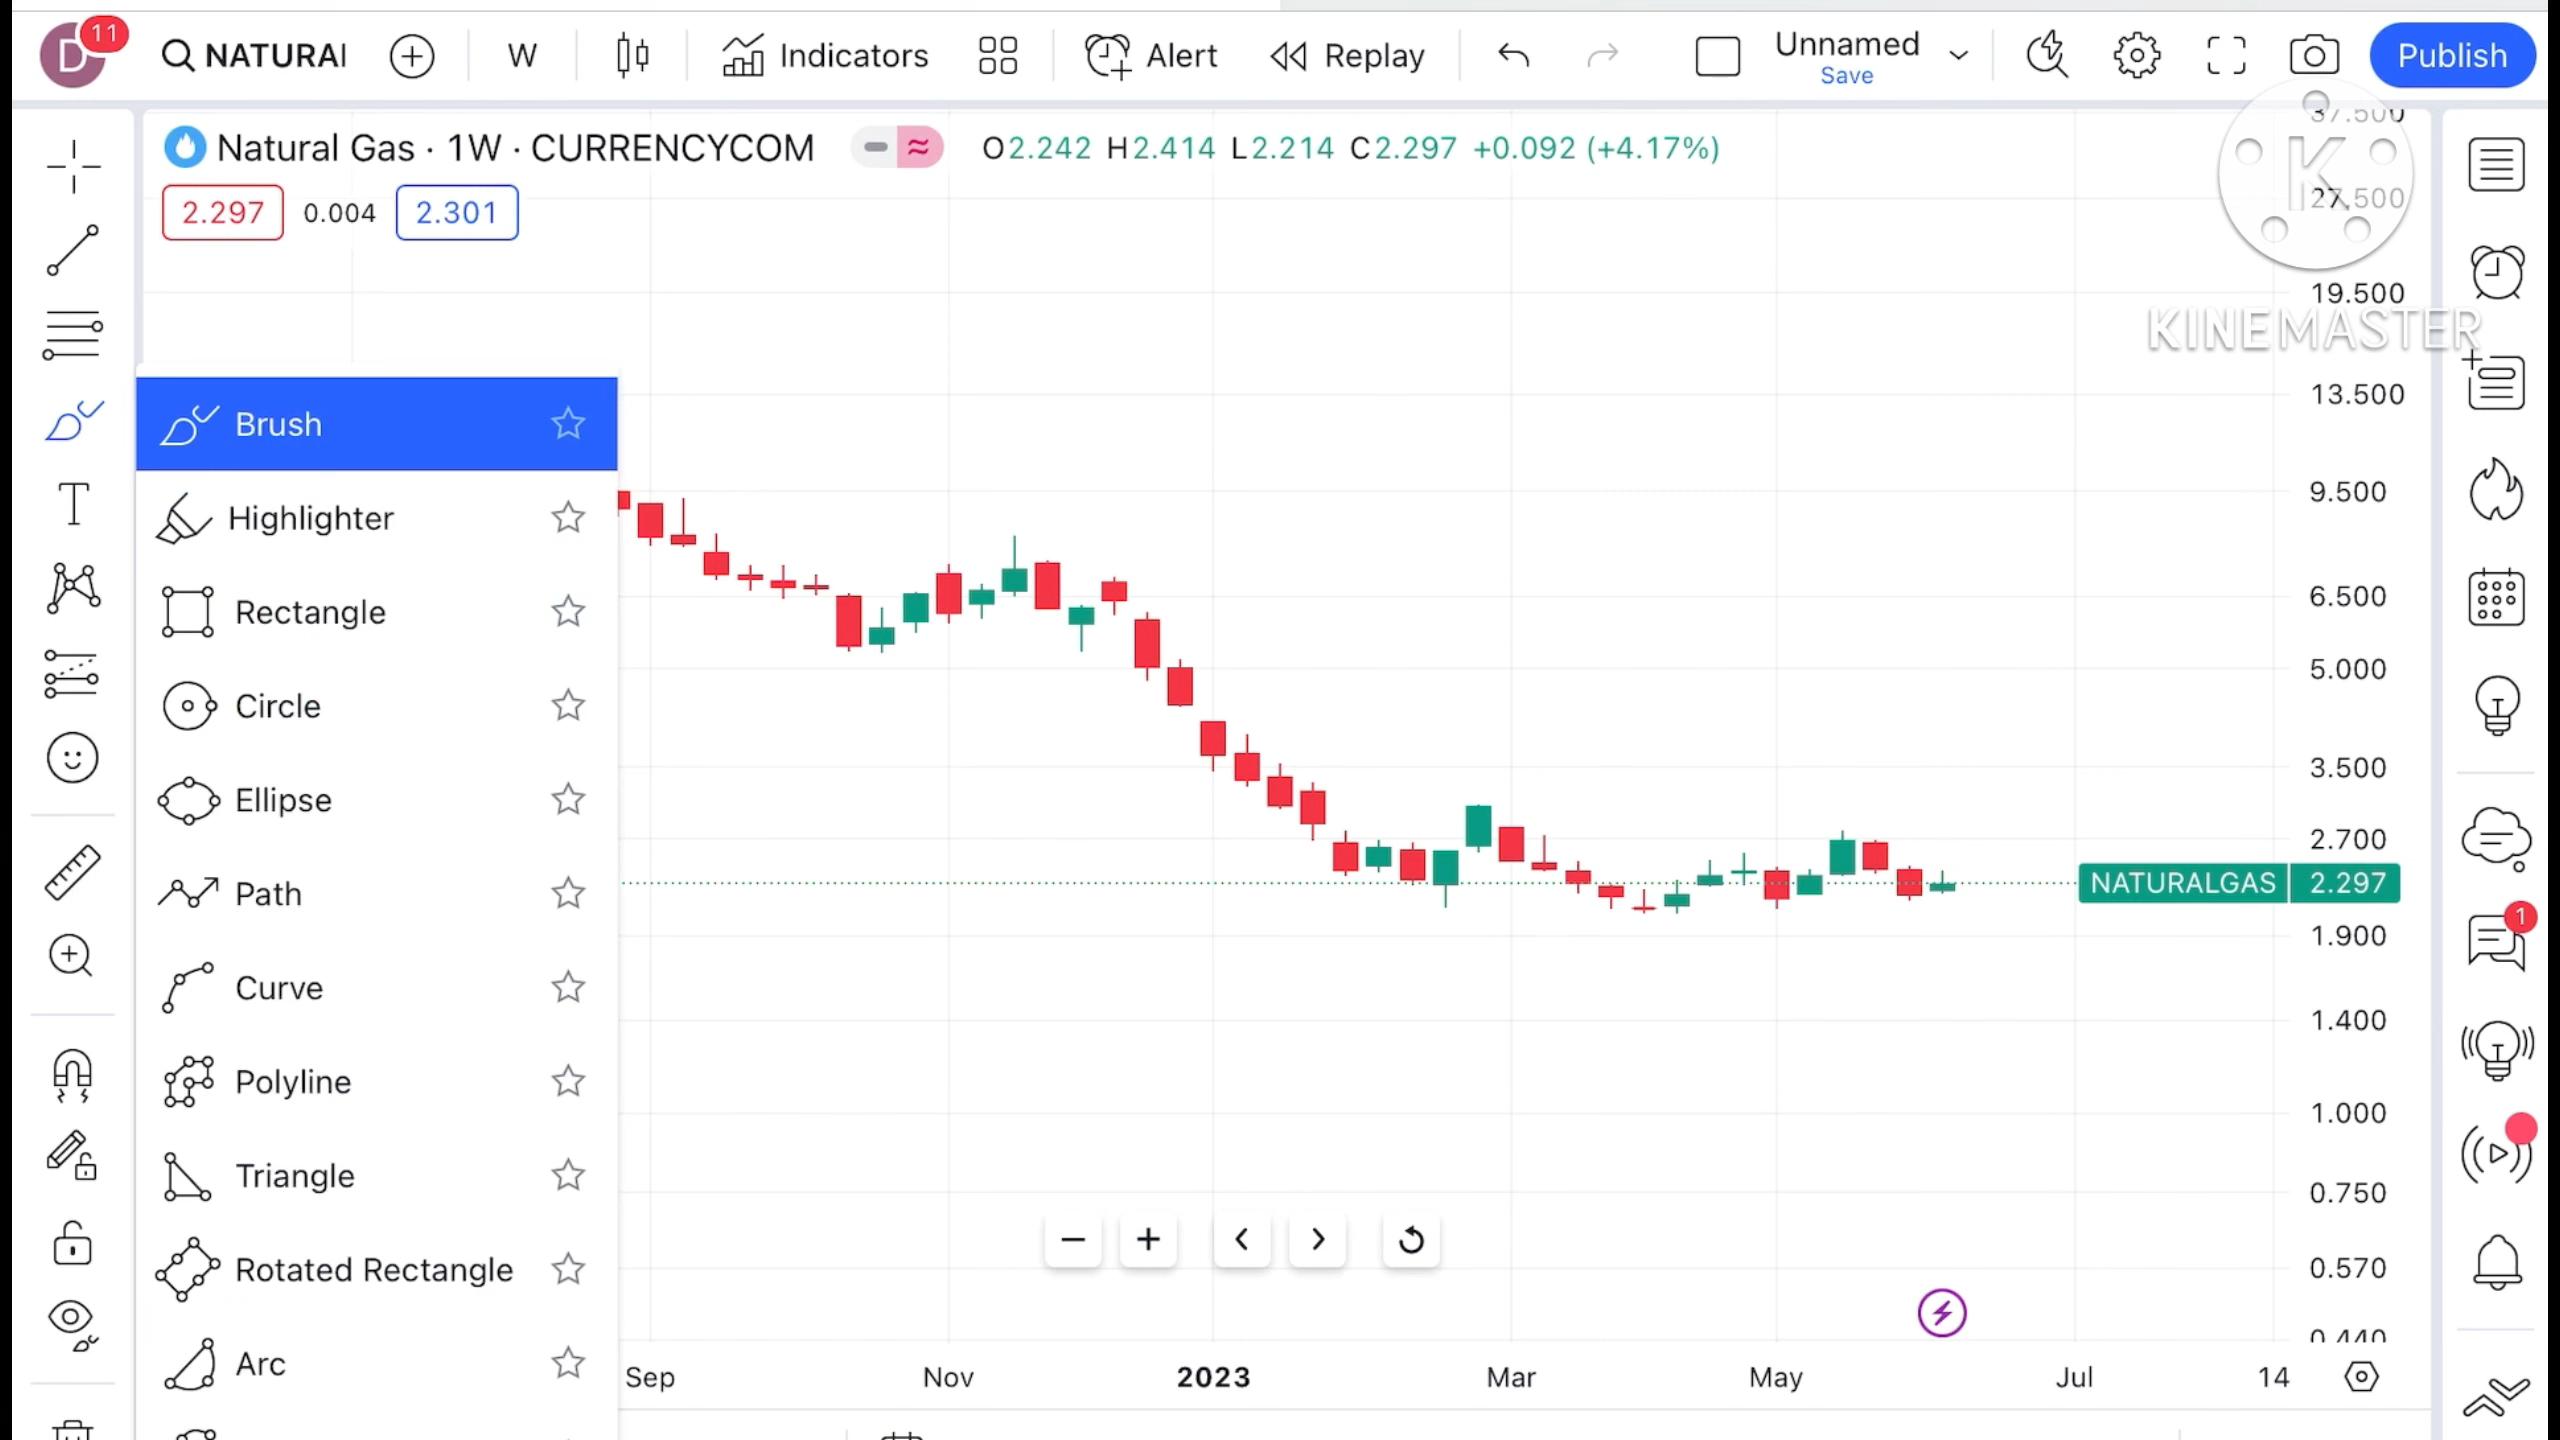 D 11 NATURAI W Indicators Alert Replay Unnamed Save Publish
Natural Gas · 1W · CURRENCYCOM O2.242 H2.414 L2.214 C2.297 +0.092 (+4.17%)
2.297 0.004 2.301
37.500
K
27.500
19.500
KINEMASTER
13.500
Brush
9.500
Highlighter
T
6.500
Rectangle
5.000
Circle
3.500
Ellipse
2.700
NATURALGAS 2.297
Path
1
1.900
Curve
1.400
Polyline
1.000
Triangle
0.750
Rotated Rectangle
0.570
0.440
Arc
Sep Nov 2023 Mar May Jul 14